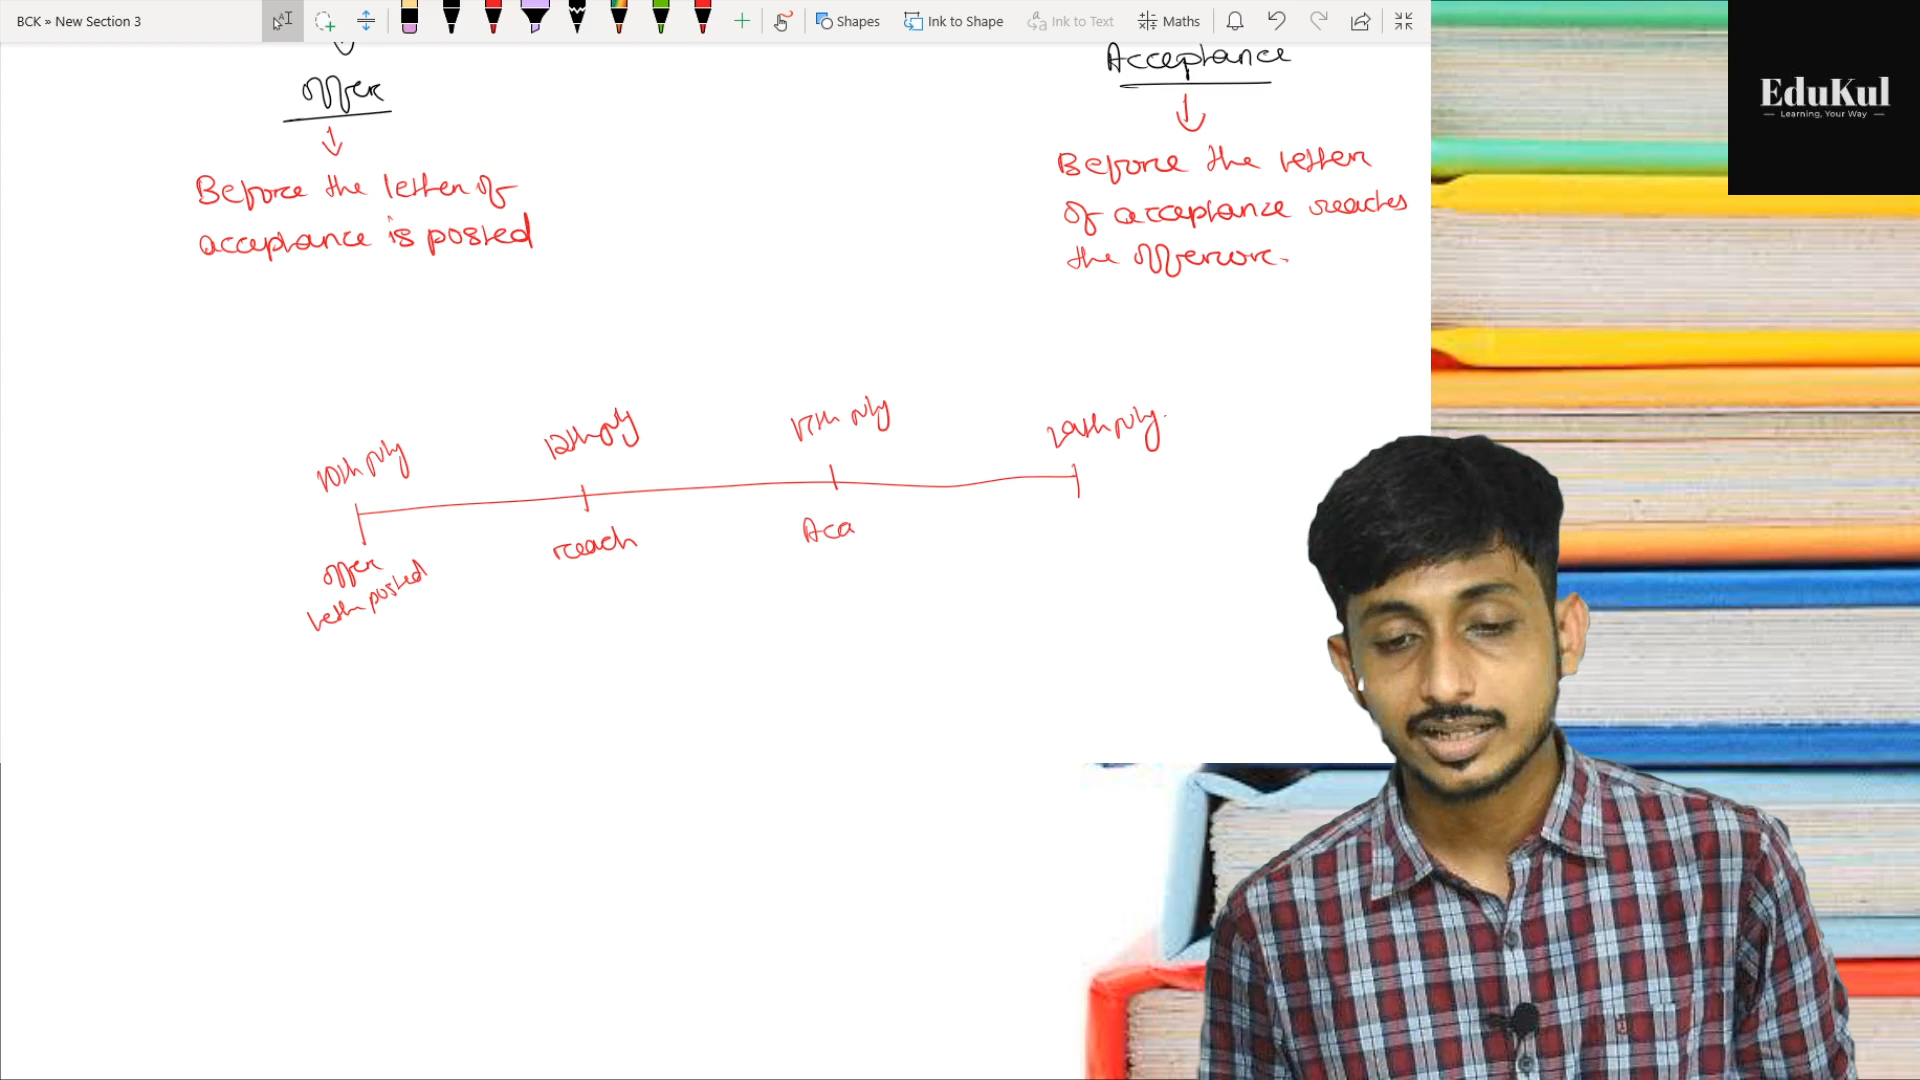 BCK » New Section 3
Shapes
Ink to Shape
Ink to Text
Maths
EduKul
— Learning, Your Way —
Offer
Before the letter of
acceptance is posted
Acceptance
Before the letter
of acceptance reaches
the offeror.
10th july
12th july
17th july
20th july.
offer
letter posted
reach
Acca